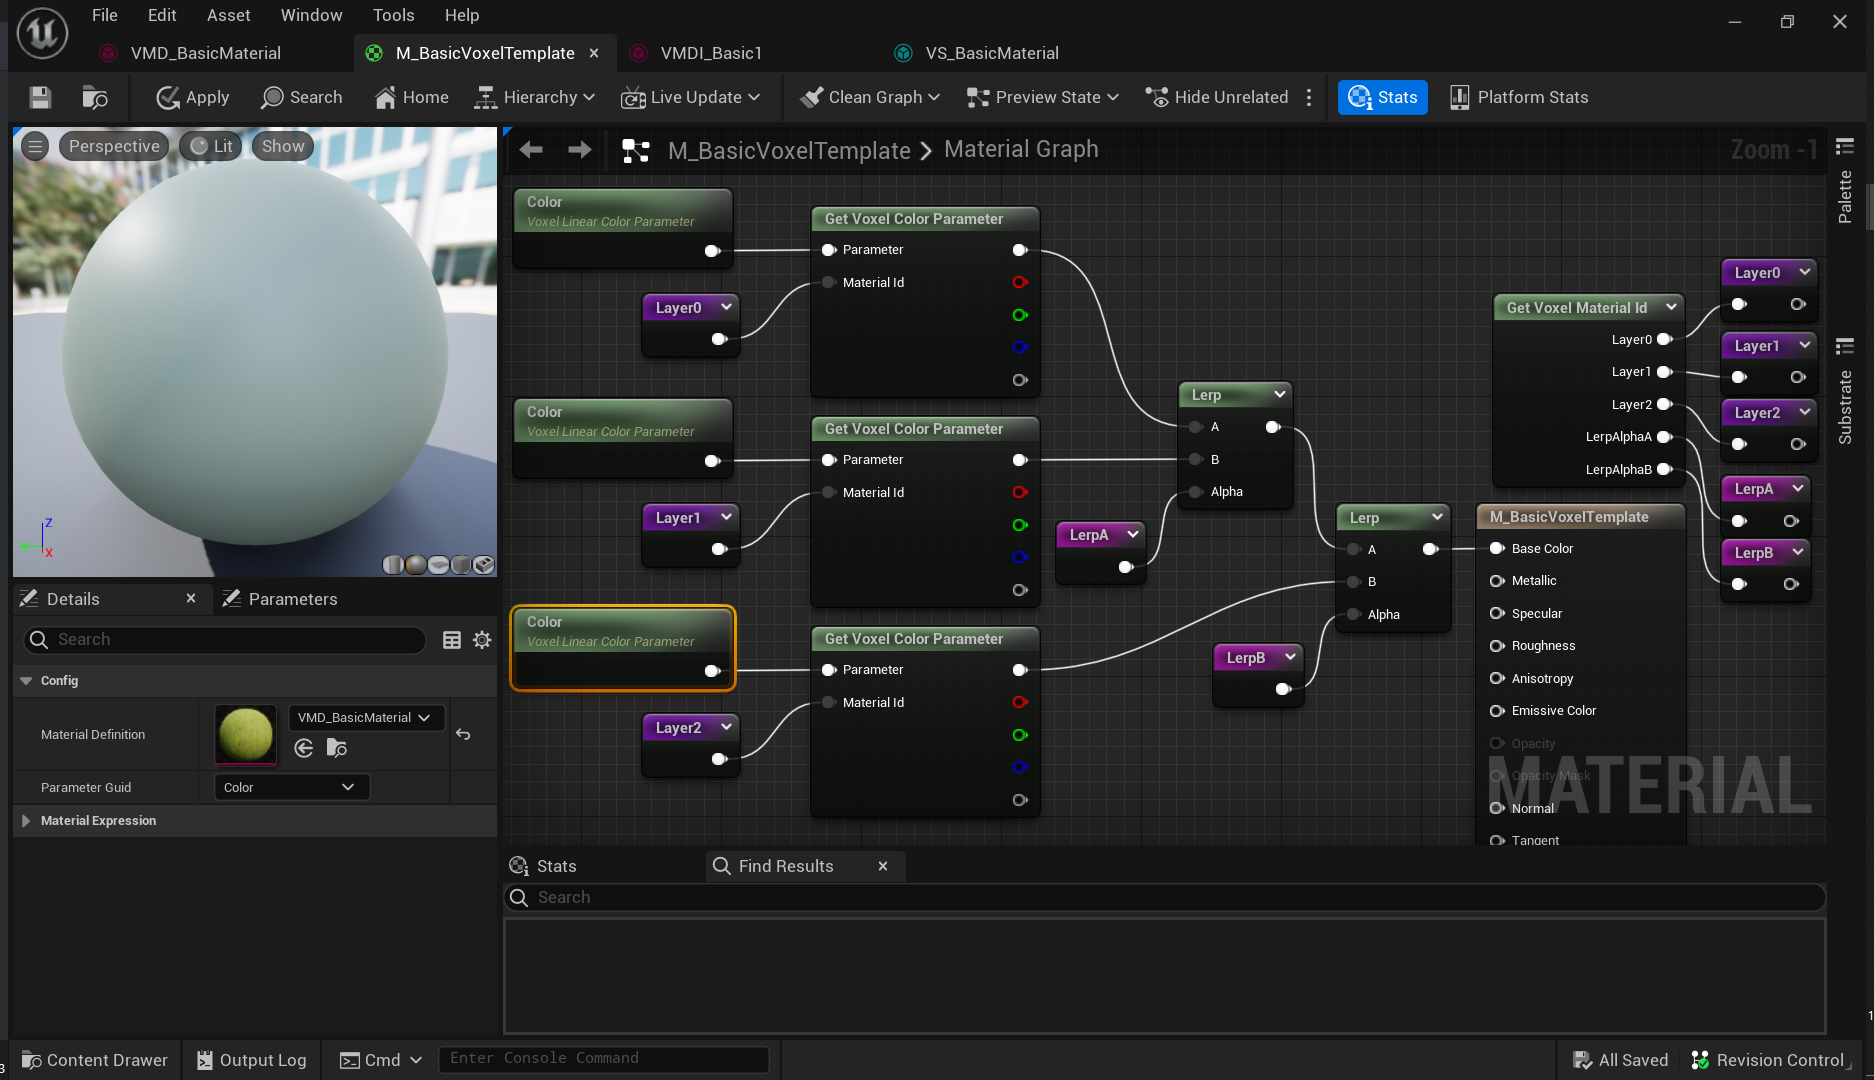 File Edit Asset Window Tools Help
VMD_BasicMaterial M_BasicVoxelTemplate VMDI_Basic1 VS_BasicMaterial
Apply Search Home Hierarchy Live Update Clean Graph Preview State Hide Unrelated Stats Platform Stats
Perspective Lit Show
M_BasicVoxelTemplate > Material Graph
Zoom -1
Palette
Substrate
Color
Voxel Linear Color Parameter
Get Voxel Color Parameter
Parameter
Material Id
Layer0
Color
Voxel Linear Color Parameter
Get Voxel Color Parameter
Parameter
Material Id
Layer1
Color
Voxel Linear Color Parameter
Get Voxel Color Parameter
Parameter
Material Id
Layer2
Lerp
A
B
Alpha
LerpA
Lerp
A
B
Alpha
LerpB
Get Voxel Material Id
Layer0
Layer1
Layer2
LerpAlphaA
LerpAlphaB
Layer0
Layer1
Layer2
LerpA
LerpB
M_BasicVoxelTemplate
Base Color
Metallic
Specular
Roughness
Anisotropy
Emissive Color
Opacity
Opacity Mask
Normal
Tangent
MATERIAL
Z
Y
X
Details Parameters
Search
Config
Material Definition VMD_BasicMaterial
Parameter Guid Color
Material Expression
Stats Find Results
Search
Content Drawer Output Log Cmd Enter Console Command All Saved Revision Control
3
1